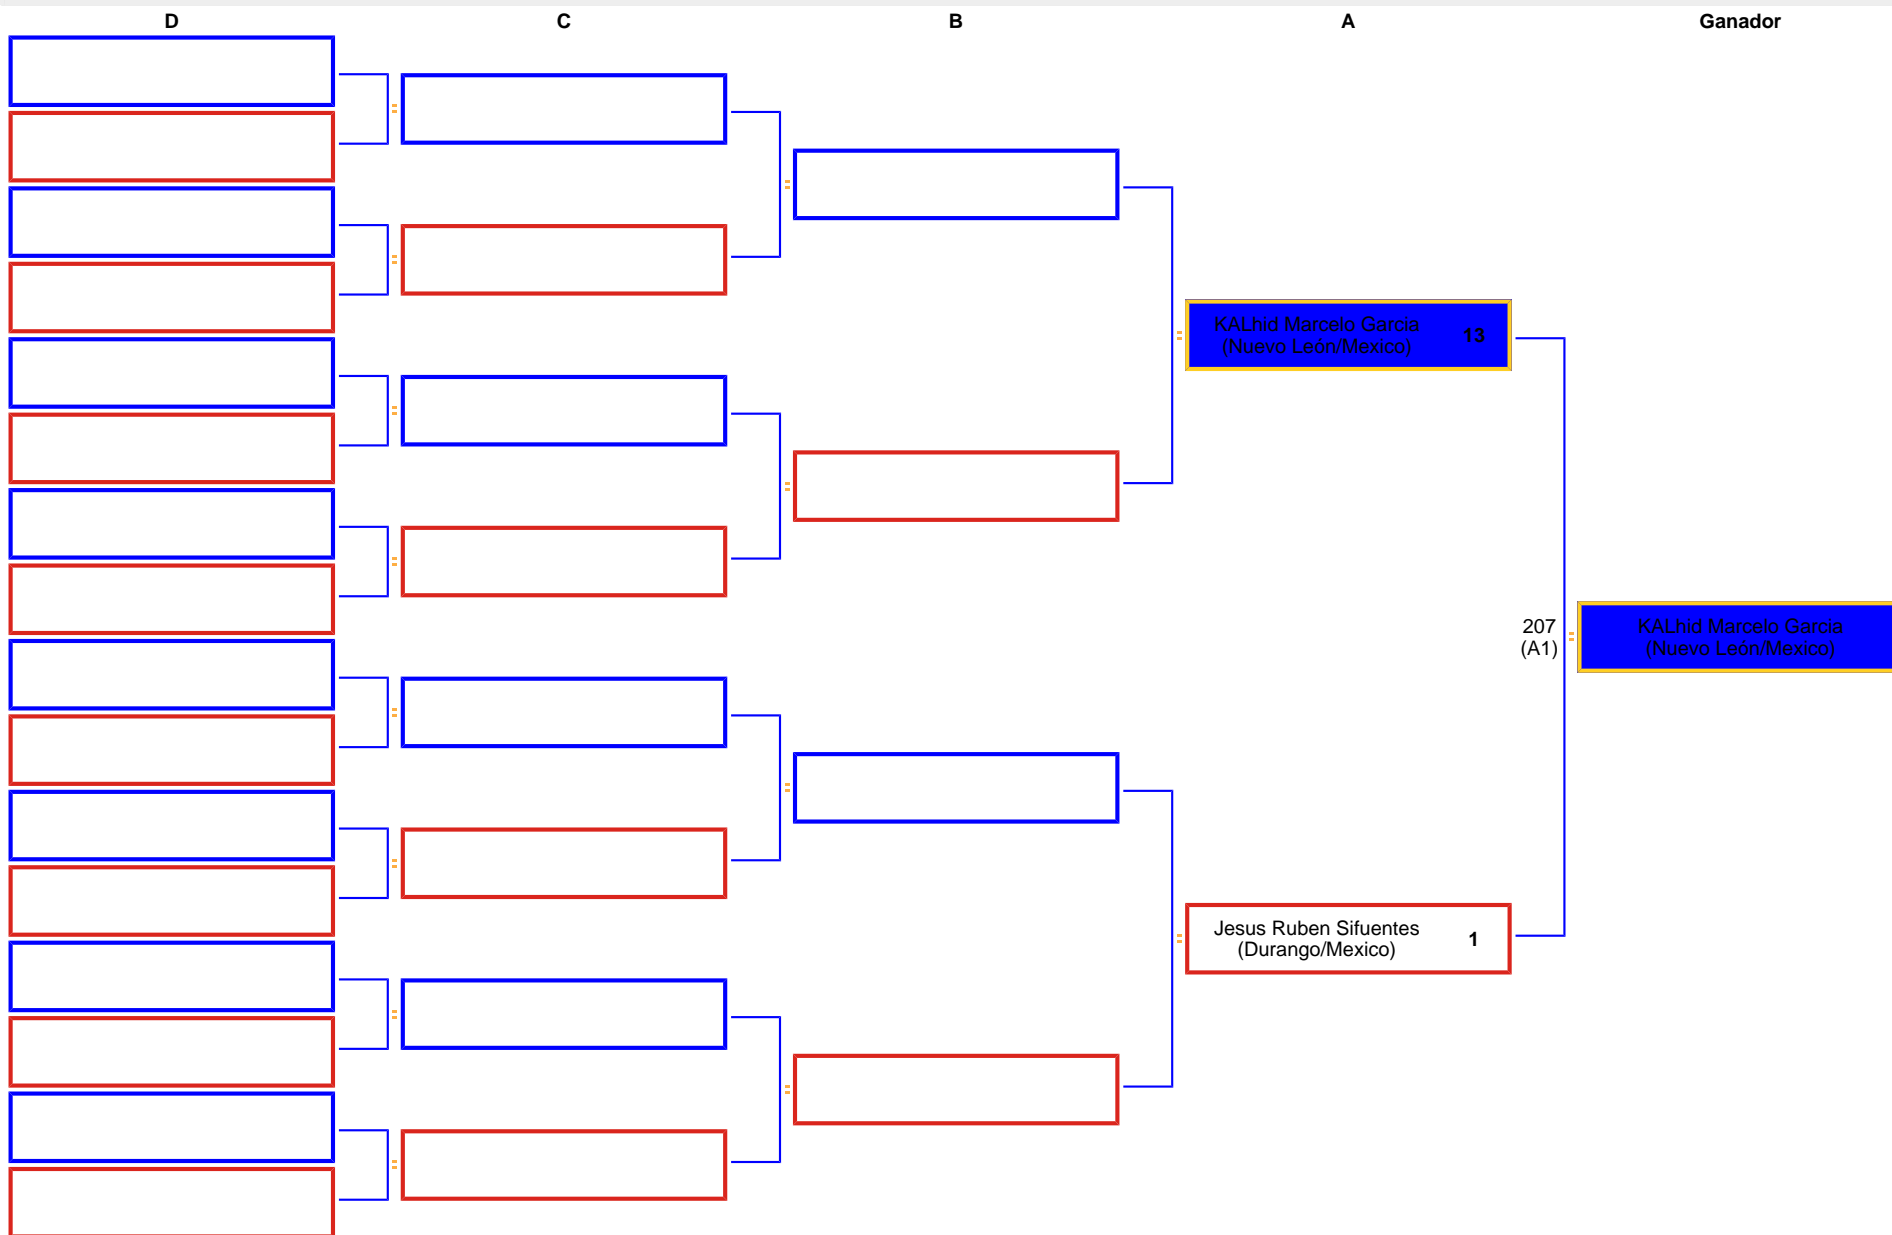 D
C
B
A
Ganador
KALhid Marcelo Garcia
(Nuevo León/Mexico)
13
207
(A1)
KALhid Marcelo Garcia
(Nuevo León/Mexico)
Jesus Ruben Sifuentes
(Durango/Mexico)
1